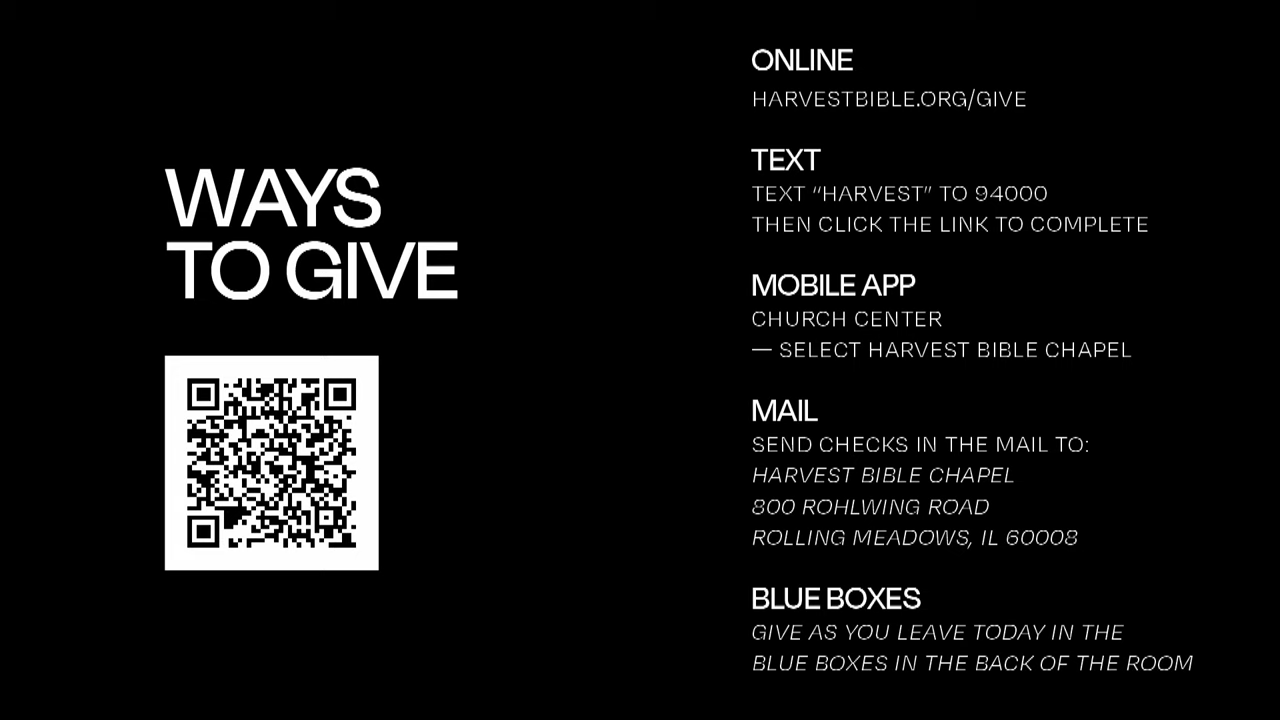 WAYS
TO GIVE
ONLINE
HARVESTBIBLE.ORG/GIVE
TEXT
TEXT “HARVEST” TO 94000
THEN CLICK THE LINK TO COMPLETE
MOBILE APP
CHURCH CENTER
— SELECT HARVEST BIBLE CHAPEL
MAIL
SEND CHECKS IN THE MAIL TO:
HARVEST BIBLE CHAPEL
800 ROHLWING ROAD
ROLLING MEADOWS, IL 60008
BLUE BOXES
GIVE AS YOU LEAVE TODAY IN THE
BLUE BOXES IN THE BACK OF THE ROOM